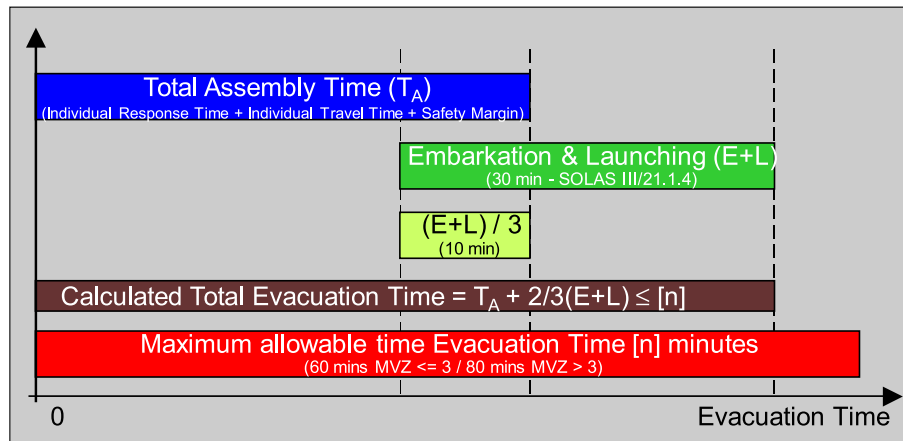 Total Assembly Time (TA)
(Individual Response Time + Individual Travel Time + Safety Margin)
Embarkation & Launching (E+L)
(30 min - SOLAS III/21.1.4)
(E+L) / 3
(10 min)
Calculated Total Evacuation Time = TA + 2/3(E+L) ≤ [n]
Maximum allowable time Evacuation Time [n] minutes
(60 mins MVZ <= 3 / 80 mins MVZ > 3)
0
Evacuation Time